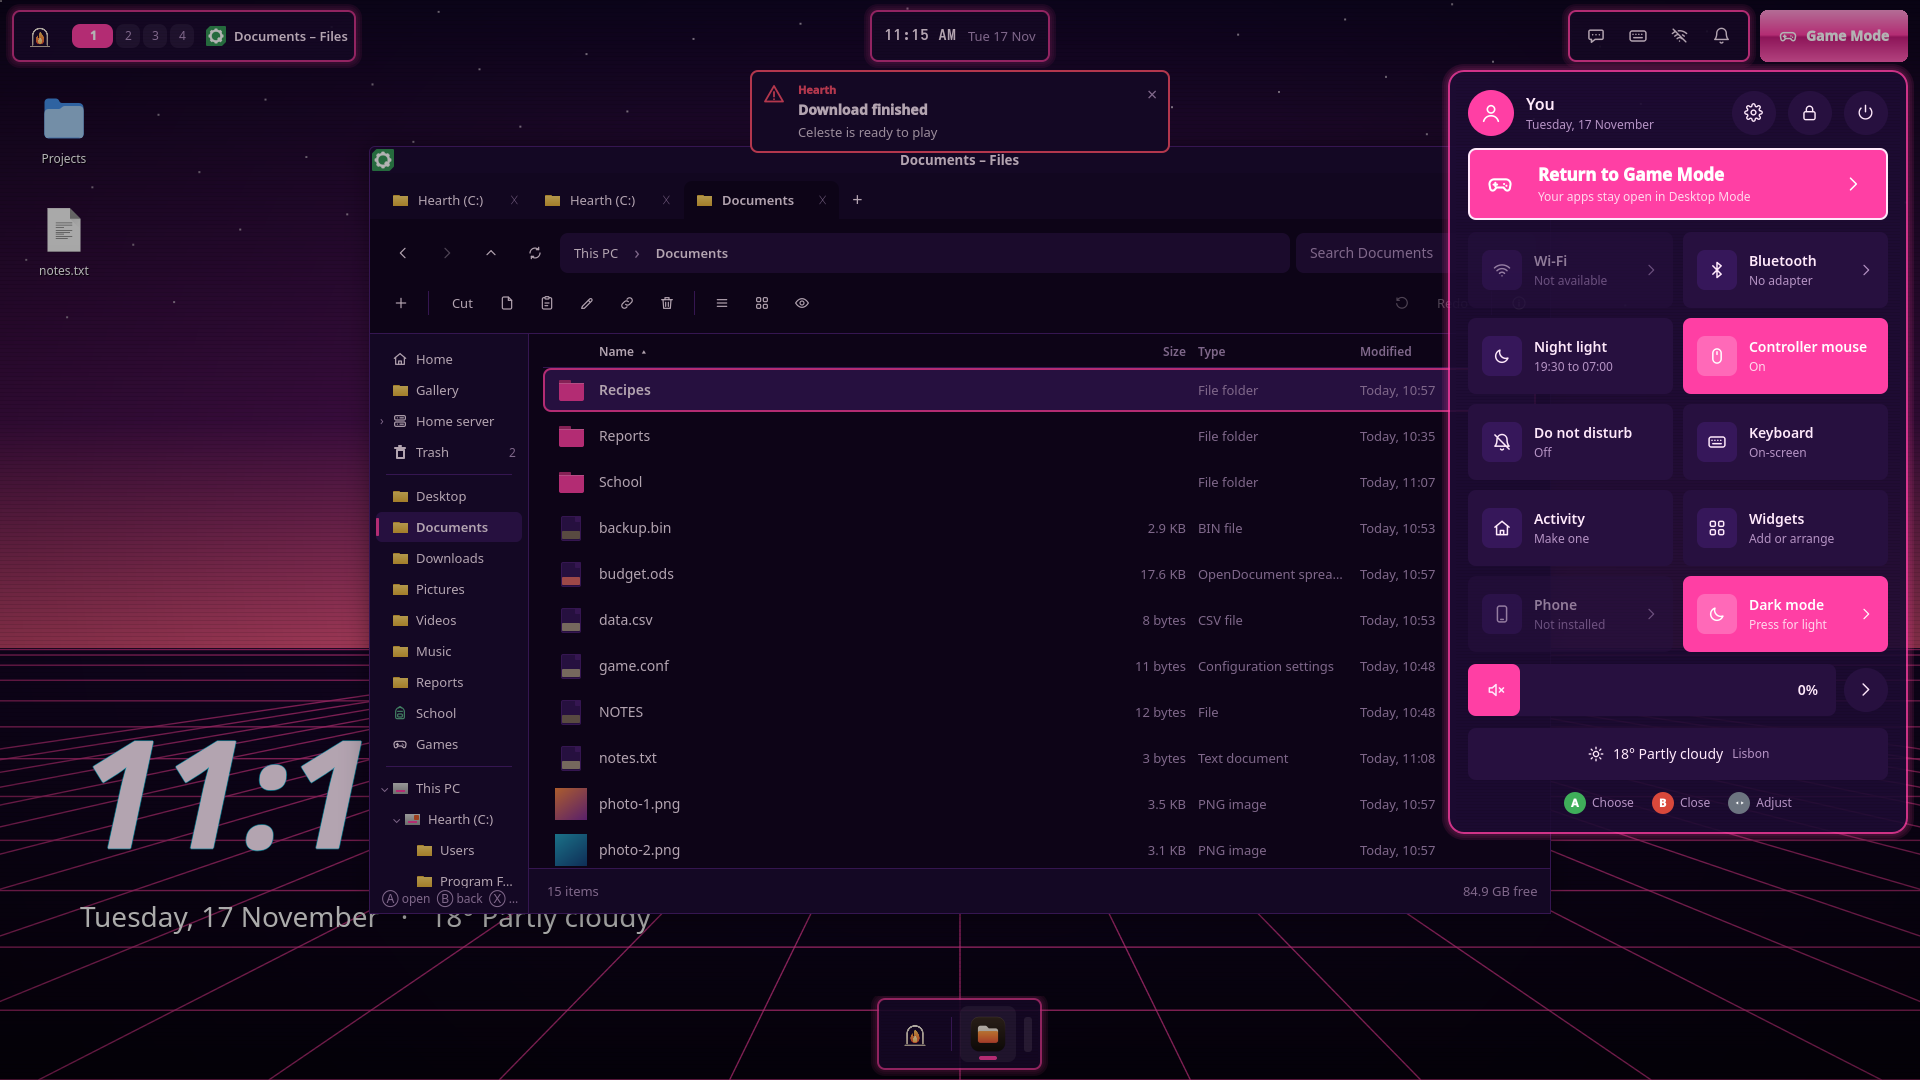 1 2 3 4 Documents – Files
11:15 AM Tue 17 Nov
Game Mode
Projects
notes.txt
Hearth
Download finished
Celeste is ready to play
Documents – Files
Hearth (C:) X Hearth (C:) X Documents X +
This PC › Documents
Search Documents
Cut
Name Size Type Modified
Recipes File folder Today, 10:57
Reports File folder Today, 10:35
School File folder Today, 11:07
backup.bin 2.9 KB BIN file Today, 10:53
budget.ods 17.6 KB OpenDocument sprea... Today, 10:57
data.csv 8 bytes CSV file Today, 10:53
game.conf 11 bytes Configuration settings Today, 10:48
NOTES 12 bytes File Today, 10:48
notes.txt 3 bytes Text document Today, 11:08
photo-1.png 3.5 KB PNG image Today, 10:57
photo-2.png 3.1 KB PNG image Today, 10:57
15 items 84.9 GB free
Home
Gallery
Home server
Trash 2
Desktop
Documents
Downloads
Pictures
Videos
Music
Reports
School
Games
This PC
Hearth (C:)
Users
Program F...
A open B back X ...
11:1
Tuesday, 17 November · 18° Partly cloudy
You
Tuesday, 17 November
Return to Game Mode
Your apps stay open in Desktop Mode
Wi-Fi
Not available
Bluetooth
No adapter
Night light
19:30 to 07:00
Controller mouse
On
Do not disturb
Off
Keyboard
On-screen
Activity
Make one
Widgets
Add or arrange
Phone
Not installed
Dark mode
Press for light
0%
18° Partly cloudy Lisbon
A Choose B Close Adjust